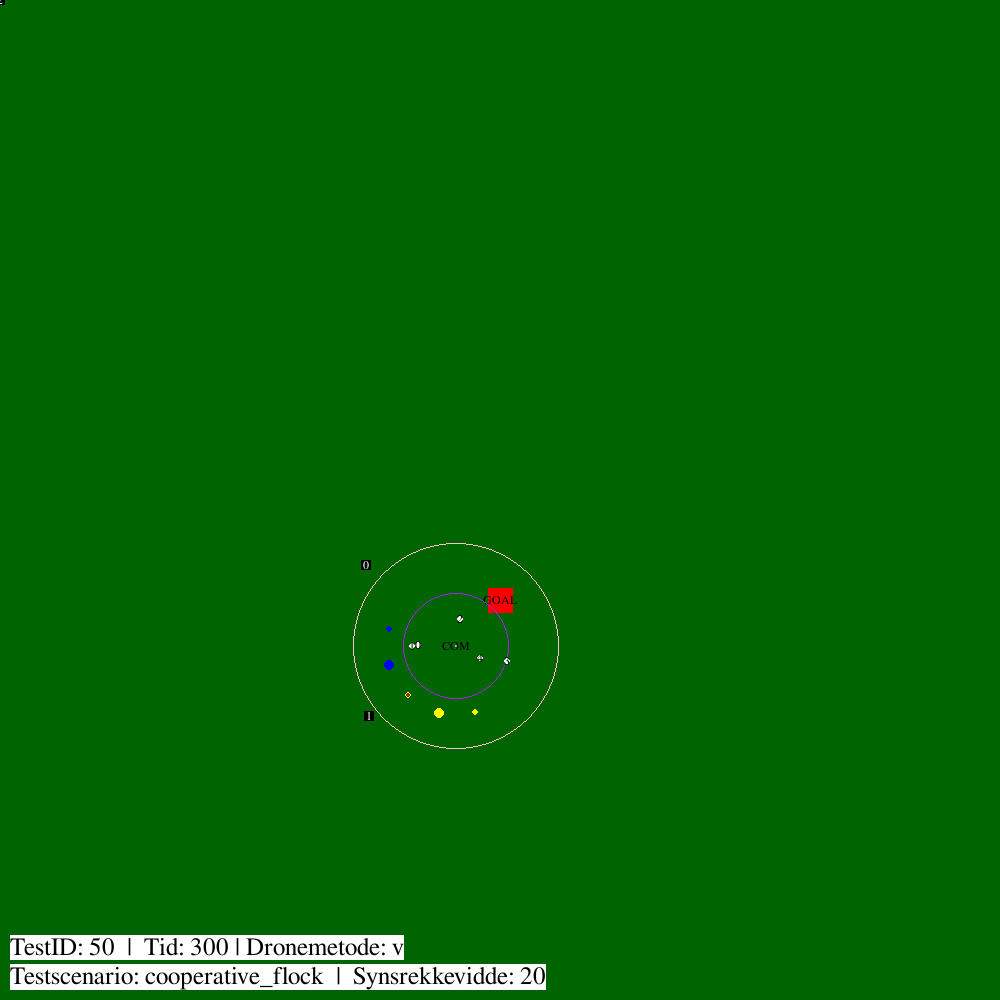 0
GOAL
COM
1
TestID: 50 | Tid: 300 | Dronemetode: v
Testscenario: cooperative_flock | Synsrekkevidde: 20